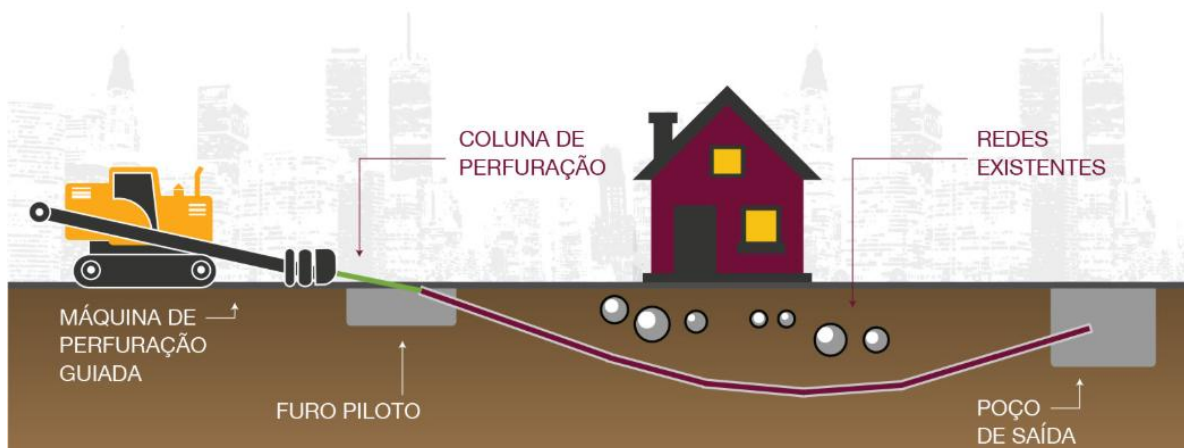 COLUNA DE
PERFURAÇÃO
REDES
EXISTENTES
MÁQUINA DE
PERFURAÇÃO
GUIADA
FURO PILOTO
POÇO
DE SAÍDA